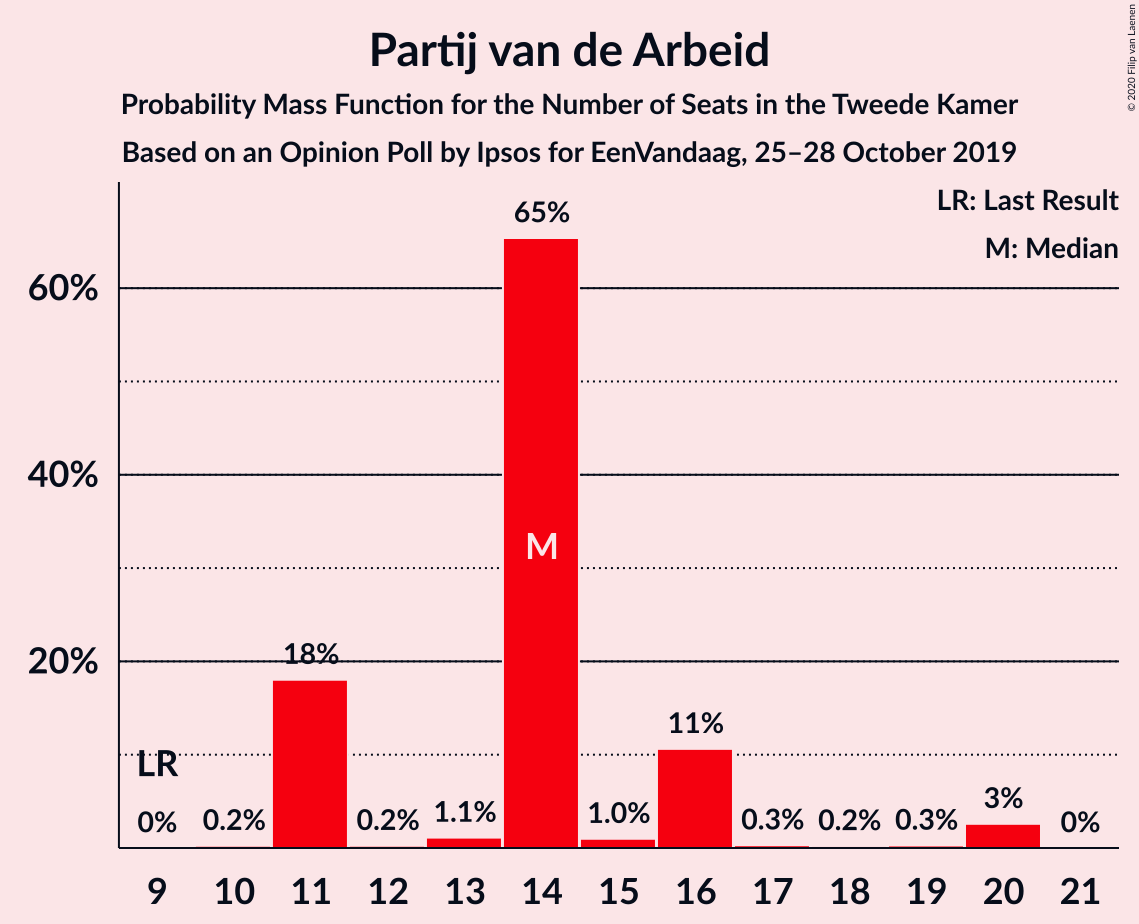 Partij van de Arbeid
Probability Mass Function for the Number of Seats in the Tweede Kamer
Based on an Opinion Poll by Ipsos for EenVandaag, 25–28 October 2019
© 2020 Filip van Laenen
LR: Last Result
M: Median
65%
60%
40%
M
18%
20%
11%
LR
3%
0% 0.2% 0.2% 1.1% 1.0% 0.3% 0.2% 0.3% 0%
9 10 11 12 13 14 15 16 17 18 19 20 21